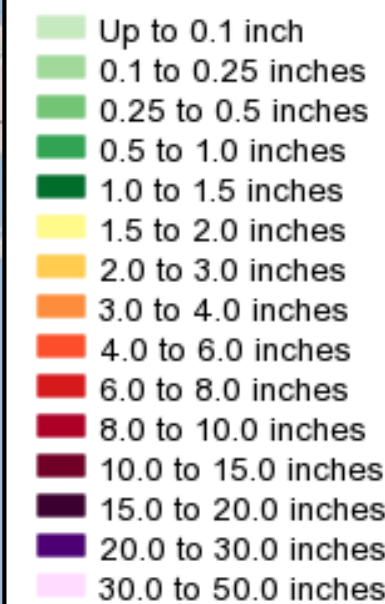 Up to 0.1 inch
0.1 to 0.25 inches
0.25 to 0.5 inches
0.5 to 1.0 inches
1.0 to 1.5 inches
1.5 to 2.0 inches
2.0 to 3.0 inches
3.0 to 4.0 inches
4.0 to 6.0 inches
6.0 to 8.0 inches
8.0 to 10.0 inches
10.0 to 15.0 inches
15.0 to 20.0 inches
20.0 to 30.0 inches
30.0 to 50.0 inches